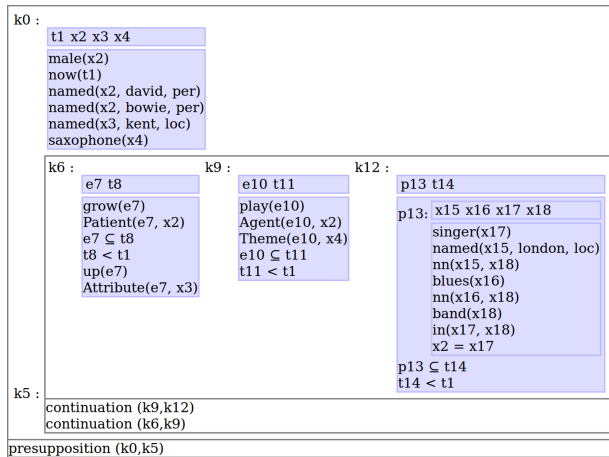 k0 :
t1 x2 x3 x4
male(x2)
now(t1)
named(x2, david, per)
named(x2, bowie, per)
named(x3, kent, loc)
saxophone(x4)
k6 :
e7 t8
grow(e7)
Patient(e7, x2)
e7 ⊆ t8
t8 < t1
up(e7)
Attribute(e7, x3)
k9 :
e10 t11
play(e10)
Agent(e10, x2)
Theme(e10, x4)
e10 ⊆ t11
t11 < t1
k12 :
p13 t14
p13:
x15 x16 x17 x18
singer(x17)
named(x15, london, loc)
nn(x15, x18)
blues(x16)
nn(x16, x18)
band(x18)
in(x17, x18)
x2 = x17
p13 ⊆ t14
t14 < t1
k5 :
continuation (k9,k12)
continuation (k6,k9)
presupposition (k0,k5)